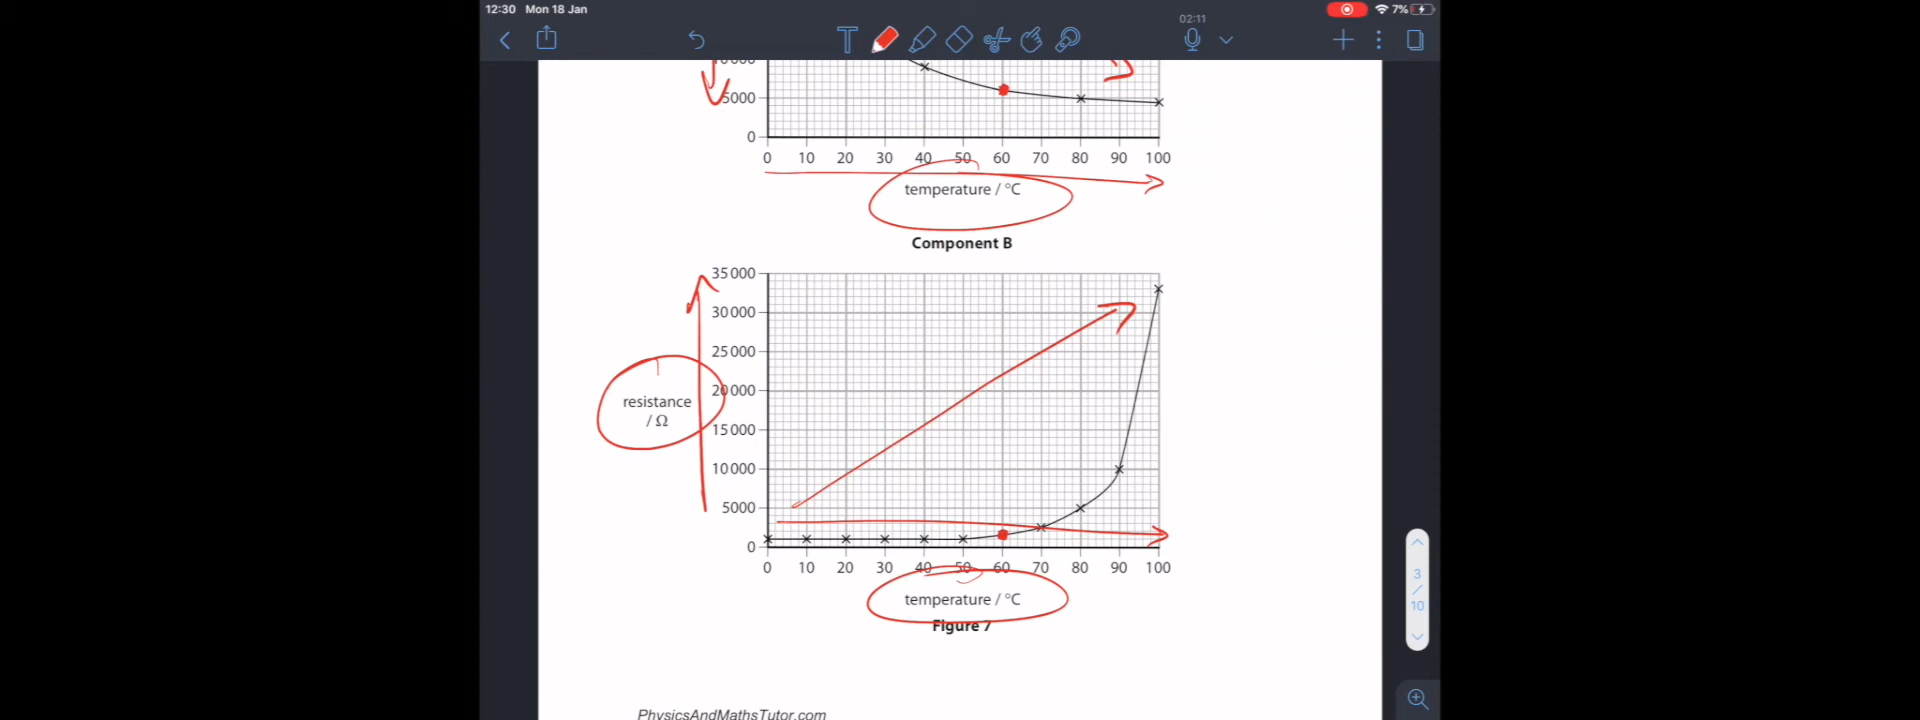 12:30 Mon 18 Jan
7%
02:11
T
10000
5000
0
0 10 20 30 40 50 60 70 80 90 100
temperature / °C
Component B
35000
30000
25000
20000
15000
10000
5000
0
resistance
/ Ω
0 10 20 30 40 50 60 70 80 90 100
temperature / °C
Figure 7
3
/
10
PhysicsAndMathsTutor.com